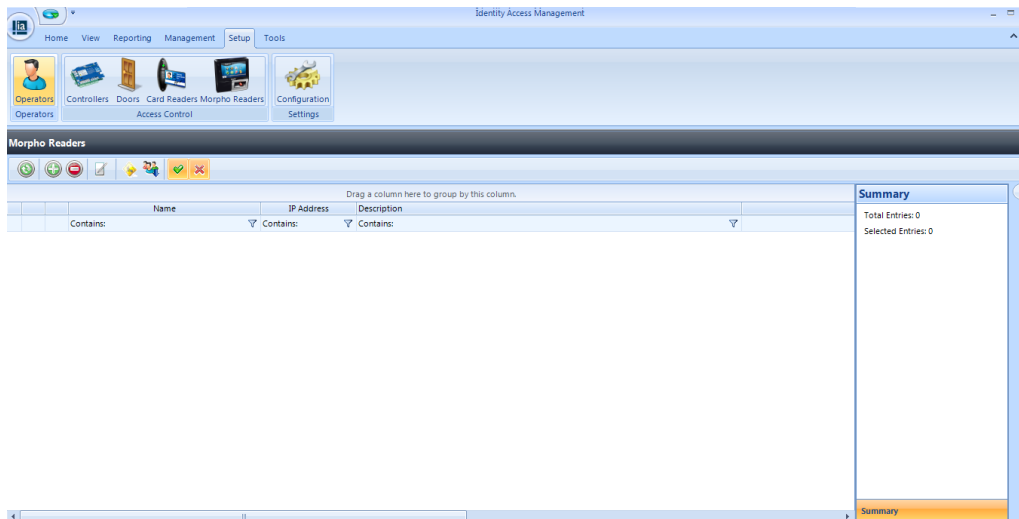 Identity Access Management
ia
Home View Reporting Management Setup Tools
Operators Controllers Doors Card Readers Morpho Readers Configuration
Operators Access Control Settings
Morpho Readers
Drag a column here to group by this column.
Name IP Address Description
Contains: Contains: Contains:
Summary
Total Entries: 0
Selected Entries: 0
Summary